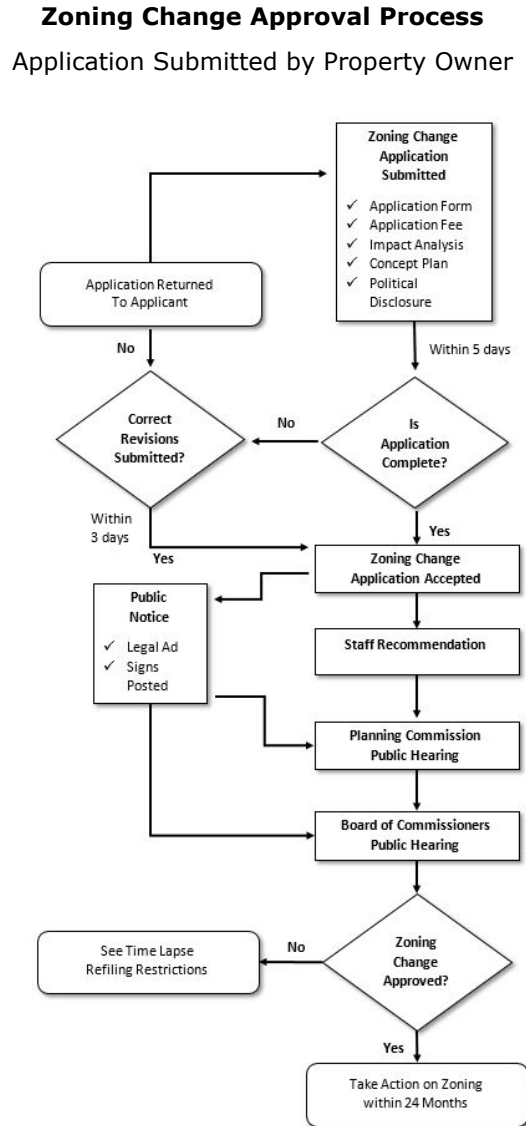 Zoning Change Approval Process
Application Submitted by Property Owner
Zoning Change
Application
Submitted
✓ Application Form
✓ Application Fee
✓ Impact Analysis
✓ Concept Plan
✓ Political
Disclosure
Application Returned
To Applicant
No
Within 5 days
Correct
Revisions
Submitted?
No
Is
Application
Complete?
Within
3 days
Yes
Yes
Zoning Change
Application Accepted
Public
Notice
✓ Legal Ad
✓ Signs
Posted
Staff Recommendation
Planning Commission
Public Hearing
Board of Commissioners
Public Hearing
Zoning
Change
Approved?
No
See Time Lapse
Refiling Restrictions
Yes
Take Action on Zoning
within 24 Months